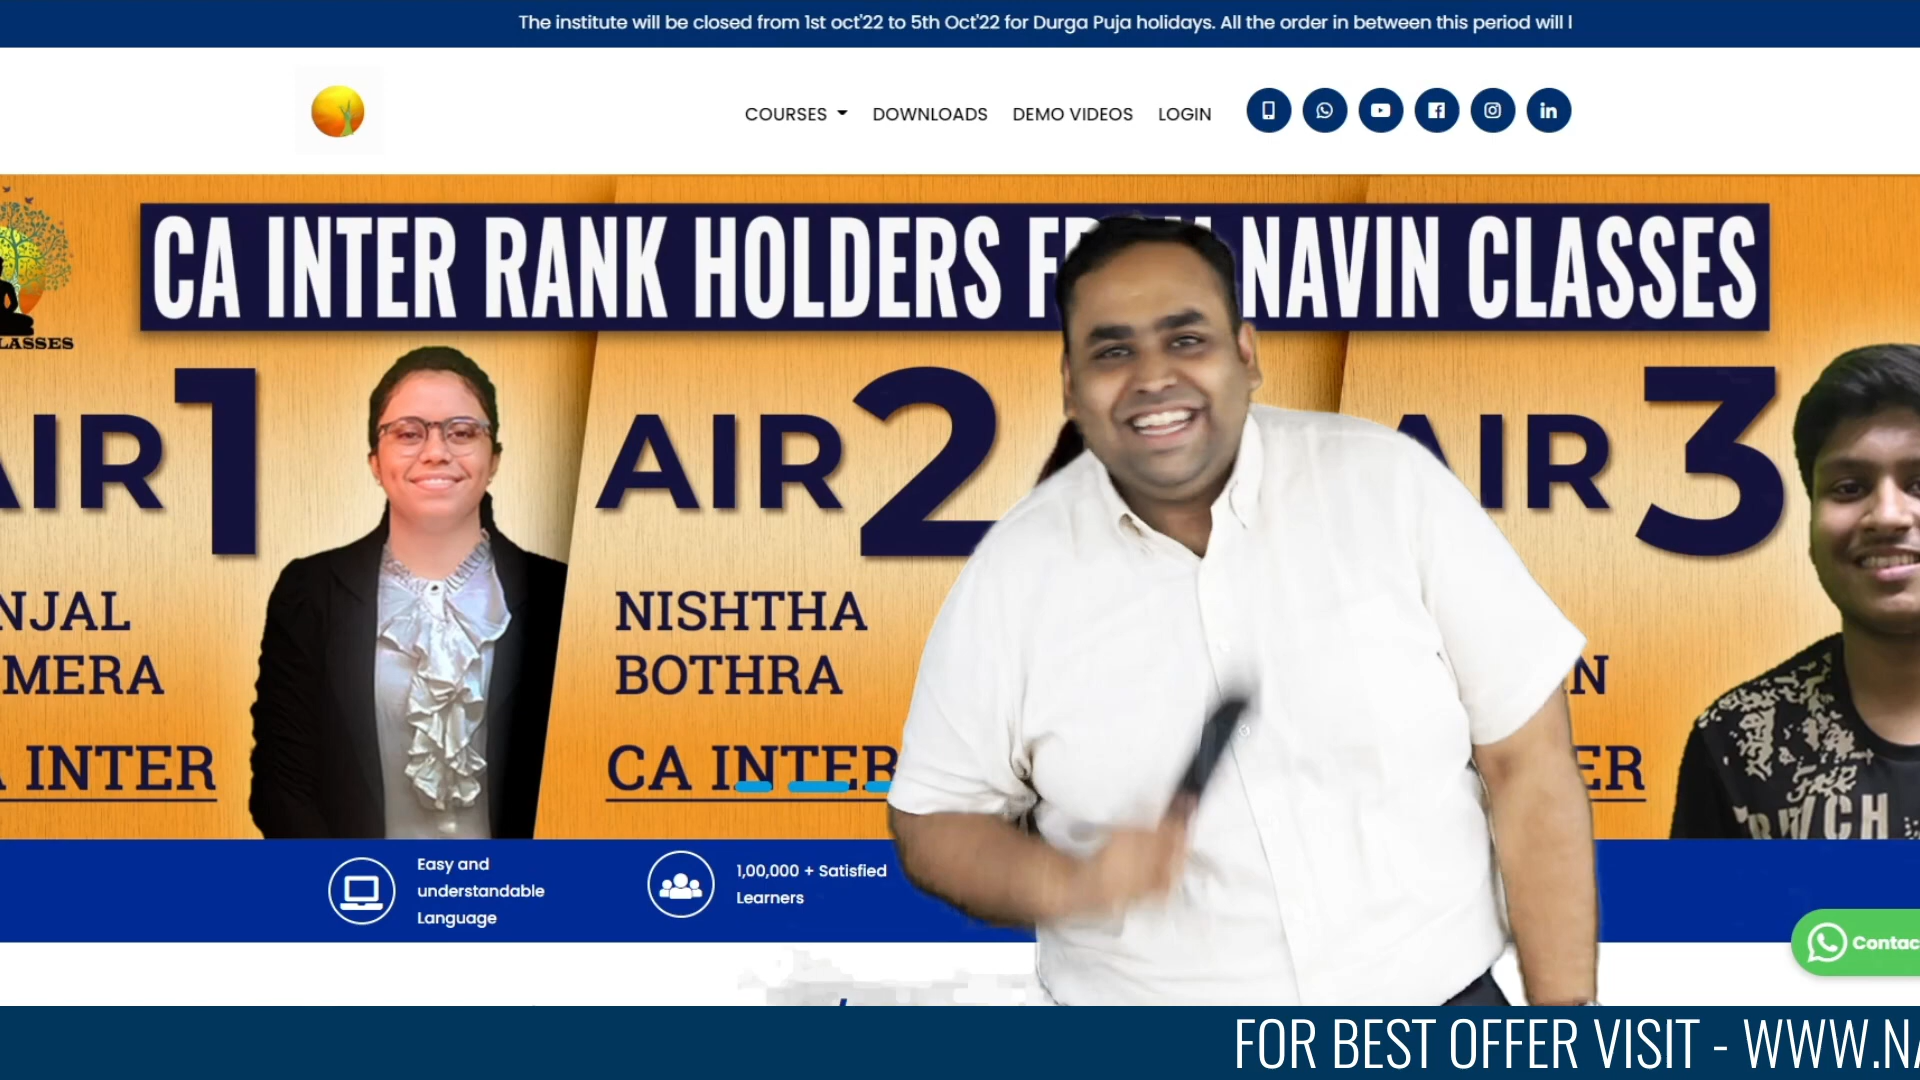 The institute will be closed from 1st oct'22 to 5th Oct'22 for Durga Puja holidays. All the order in between this period will
COURSES DOWNLOADS DEMO VIDEOS LOGIN
CA INTER RANK HOLDERS NAVIN CLASSES
LASSES
AIR 1
NJAL
MERA
INTER
AIR 2
NISHTHA
BOTHRA
CA INTER
AIR 3
N
ER
Easy and
understandable
Language
1,00,000 + Satisfied
Learners
Contac
FOR BEST OFFER VISIT - WWW.NA